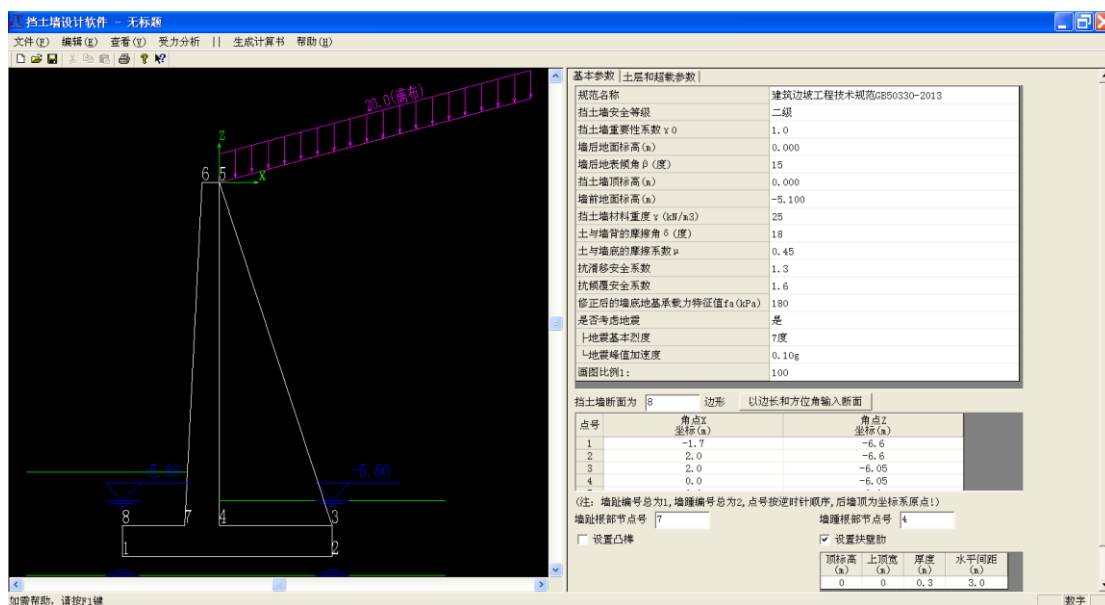 挡土墙设计软件 - 无标题
文件(F) 编辑(E) 查看(V) 受力分析 || 生成计算书 帮助(H)
20.0(满布)
Z
6 5 X
-5.60 -5.60
8 7 4 3
1 2
基本参数 土层和超载参数
规范名称 建筑边坡工程技术规范GB50330-2013
挡土墙安全等级 二级
挡土墙重要性系数γ0 1.0
墙后地面标高(m) 0.000
墙后地表倾角β(度) 15
挡土墙顶标高(m) 0.000
墙前地面标高(m) -5.100
挡土墙材料重度γ(kN/m3) 25
土与墙背的摩擦角δ(度) 18
土与墙底的摩擦系数μ 0.45
抗滑移安全系数 1.3
抗倾覆安全系数 1.6
修正后的墙底地基承载力特征值fa(kPa) 180
是否考虑地震 是
├地震基本烈度 7度
└地震峰值加速度 0.10g
画图比例1: 100
挡土墙断面为 8 边形 以边长和方位角输入断面
点号 角点X 坐标(m) 角点Z 坐标(m)
1 -1.7 -6.6
2 2.0 -6.6
3 2.0 -6.05
4 0.0 -6.05
(注: 墙趾编号总为1,墙踵编号总为2,点号按逆时针顺序,后墙顶为坐标系原点!)
墙趾根部节点号 7 墙踵根部节点号 4
设置凸榫 设置扶壁肋
顶标高(m) 上顶宽(m) 厚度(m) 水平间距(m)
0 0 0.3 3.0
如需帮助，请按F1键 数字